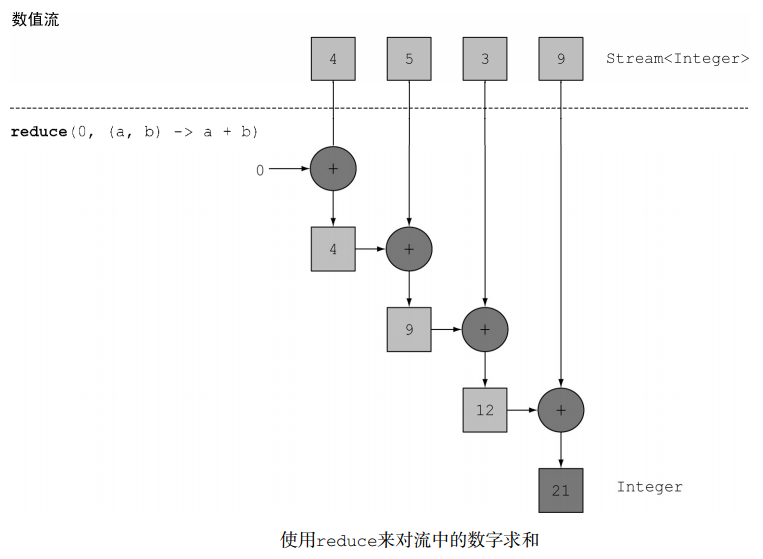 数值流
4 5 3 9 Stream<Integer>
reduce(0, (a, b) -> a + b)
0 +
4 +
9 +
12 +
21 Integer
使用reduce来对流中的数字求和